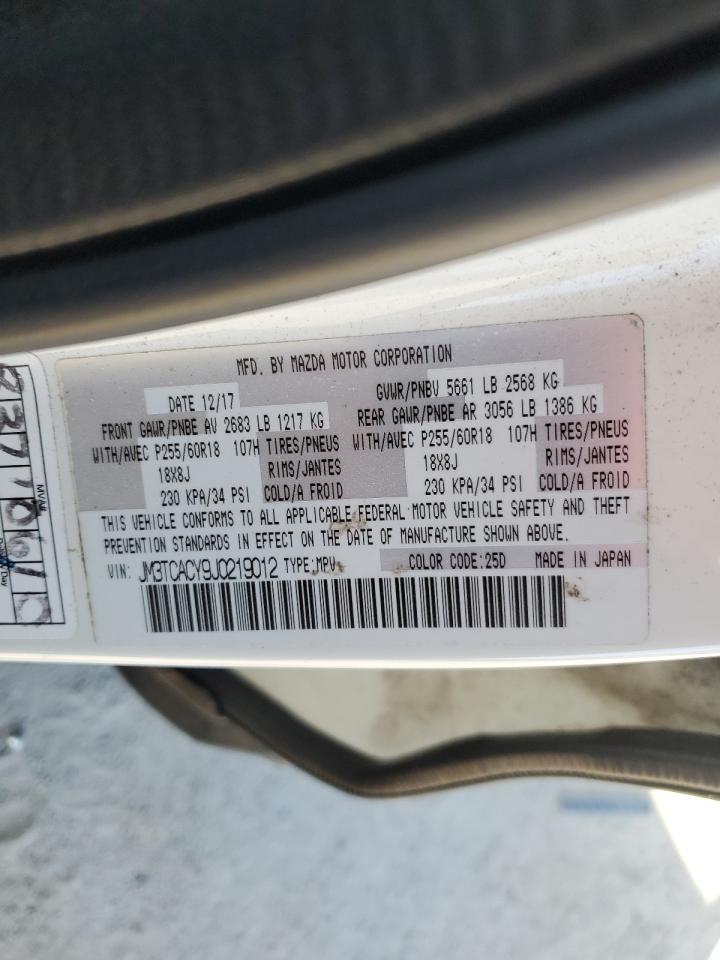 MFD. BY MAZDA MOTOR CORPORATION
DATE 12/17
GVWR/PNBV 5661 LB 2568 KG
FRONT GAWR/PNBE AV 2683 LB 1217 KG
REAR GAWR/PNBE AR 3056 LB 1386 KG
WITH/AVEC P255/60R18 107H TIRES/PNEUS
WITH/AVEC P255/60R18 107H TIRES/PNEUS
18X8J RIMS/JANTES
18X8J RIMS/JANTES
230 KPA/34 PSI COLD/A FROID
230 KPA/34 PSI COLD/A FROID
THIS VEHICLE CONFORMS TO ALL APPLICABLE FEDERAL MOTOR VEHICLE SAFETY AND THEFT
PREVENTION STANDARDS IN EFFECT ON THE DATE OF MANUFACTURE SHOWN ABOVE.
VIN: JM3TCACY9J0219012 TYPE:MPV
COLOR CODE:25D MADE IN JAPAN